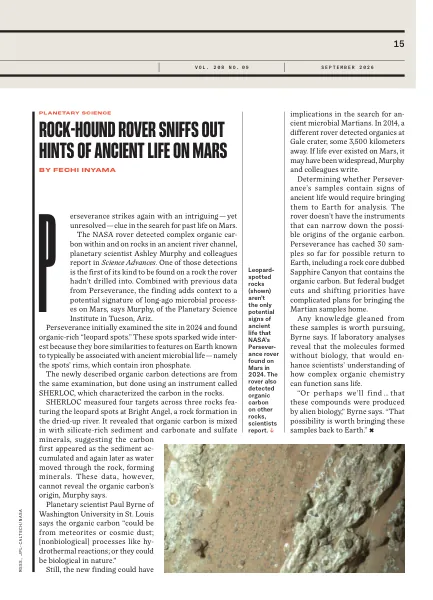 15
VOL. 208 NO. 09
SEPTEMBER 2026
PLANETARY SCIENCE
ROCK-HOUND ROVER SNIFFS OUT
HINTS OF ANCIENT LIFE ON MARS
BY FECHI INYAMA
Perseverance strikes again with an intriguing — yet
unresolved — clue in the search for past life on Mars.
The NASA rover detected complex organic car-
bon within and on rocks in an ancient river channel,
planetary scientist Ashley Murphy and colleagues
report in Science Advances. One of those detections
is the first of its kind to be found on a rock the rover
hadn't drilled into. Combined with previous data
from Perseverance, the finding adds context to a
potential signature of long-ago microbial process-
es on Mars, says Murphy, of the Planetary Science
Institute in Tucson, Ariz.
Perseverance initially examined the site in 2024 and found
organic-rich "leopard spots." These spots sparked wide inter-
est because they bore similarities to features on Earth known
to typically be associated with ancient microbial life — namely
the spots' rims, which contain iron phosphate.
The newly described organic carbon detections are from
the same examination, but done using an instrument called
SHERLOC, which characterized the carbon in the rocks.
SHERLOC measured four targets across three rocks fea-
turing the leopard spots at Bright Angel, a rock formation in
the dried-up river. It revealed that organic carbon is mixed
in with silicate-rich sediment and carbonate and sulfate
minerals, suggesting the carbon
first appeared as the sediment ac-
cumulated and again later as water
moved through the rock, forming
minerals. These data, however,
cannot reveal the organic carbon's
origin, Murphy says.
Planetary scientist Paul Byrne of
Washington University in St. Louis
says the organic carbon "could be
from meteorites or cosmic dust;
[nonbiological] processes like hy-
drothermal reactions; or they could
be biological in nature."
Still, the new finding could have
implications in the search for an-
cient microbial Martians. In 2014, a
different rover detected organics at
Gale crater, some 3,500 kilometers
away. If life ever existed on Mars, it
may have been widespread, Murphy
and colleagues write.
Determining whether Persever-
ance's samples contain signs of
ancient life would require bringing
them to Earth for analysis. The
rover doesn't have the instruments
that can narrow down the possi-
ble origins of the organic carbon.
Perseverance has cached 30 sam-
ples so far for possible return to
Earth, including a rock core dubbed
Sapphire Canyon that contains the
organic carbon. But federal budget
cuts and shifting priorities have
complicated plans for bringing the
Martian samples home.
Any knowledge gleaned from
these samples is worth pursuing,
Byrne says. If laboratory analyses
reveal that the molecules formed
without biology, that would en-
hance scientists' understanding of
how complex organic chemistry
can function sans life.
"Or perhaps we'll find … that
these compounds were produced
by alien biology," Byrne says. "That
possibility is worth bringing these
samples back to Earth." ✖
Leopard-
spotted
rocks
(shown)
aren't
the only
potential
signs of
ancient
life that
NASA's
Persever-
ance rover
found on
Mars in
2024. The
rover also
detected
organic
carbon
on other
rocks,
scientists
report. ↓
MSSS, JPL-CALTECH/NASA